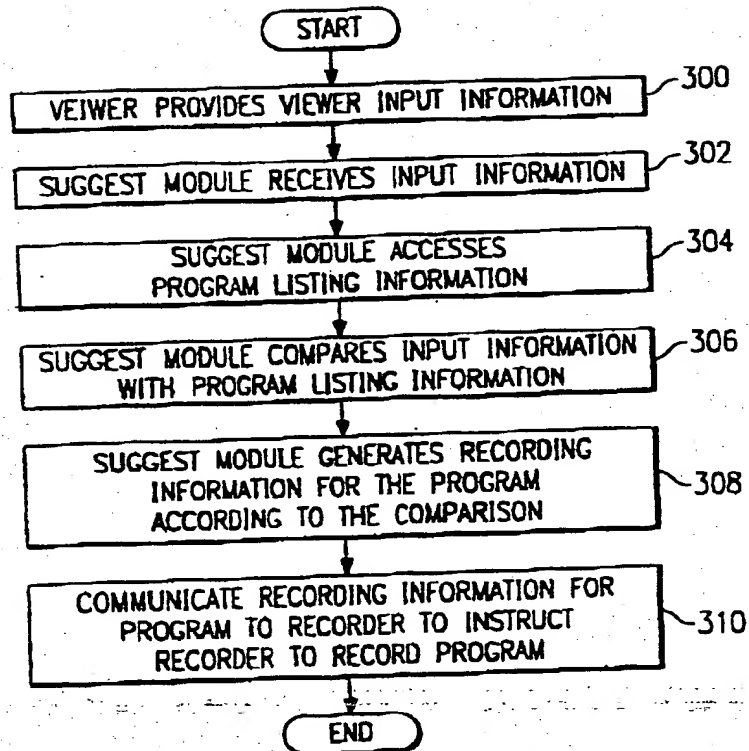 START
VEIWER PROVIDES VIEWER INPUT INFORMATION
300
SUGGEST MODULE RECEIVES INPUT INFORMATION
302
SUGGEST MODULE ACCESSES
PROGRAM LISTING INFORMATION
304
SUGGEST MODULE COMPARES INPUT INFORMATION
WITH PROGRAM LISTING INFORMATION
306
SUGGEST MODULE GENERATES RECORDING
INFORMATION FOR THE PROGRAM
ACCORDING TO THE COMPARISON
308
COMMUNICATE RECORDING INFORMATION FOR
PROGRAM TO RECORDER TO INSTRUCT
RECORDER TO RECORD PROGRAM
310
END